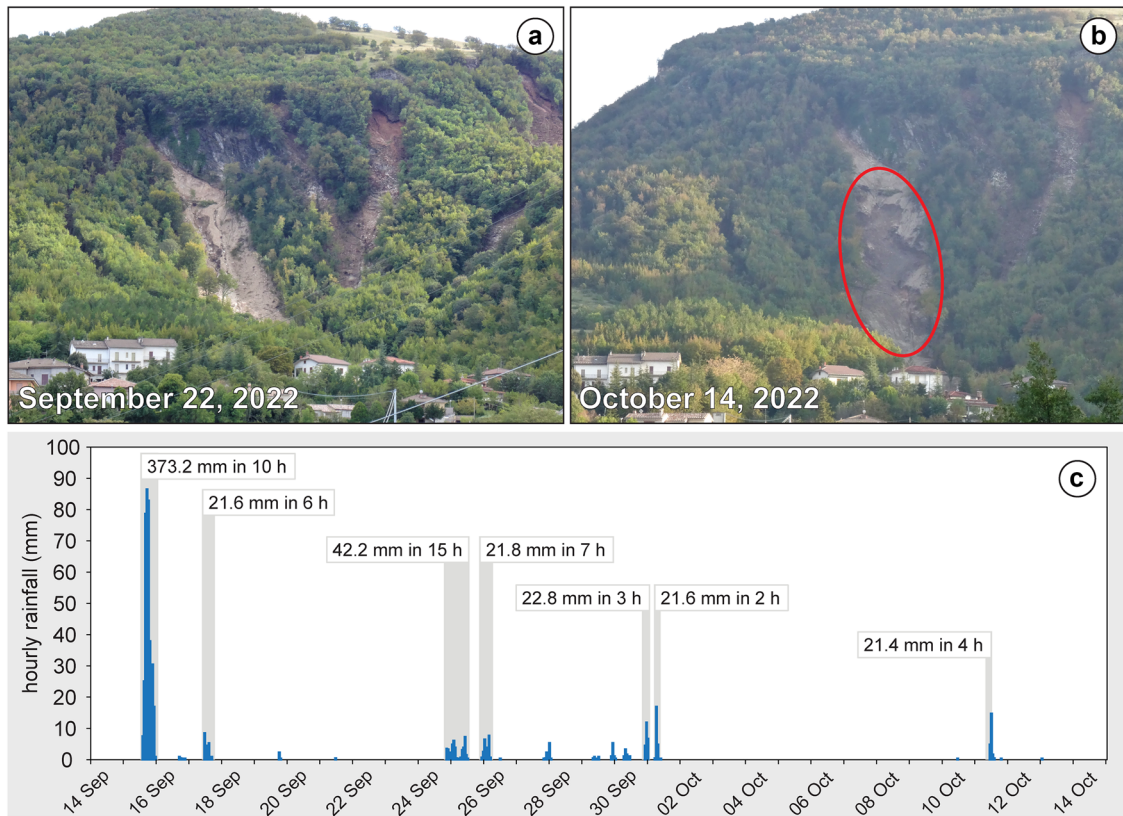 a
b
September 22, 2022
October 14, 2022
c
hourly rainfall (mm)
100
90
80
70
60
50
40
30
20
10
0
373.2 mm in 10 h
21.6 mm in 6 h
42.2 mm in 15 h
21.8 mm in 7 h
22.8 mm in 3 h
21.6 mm in 2 h
21.4 mm in 4 h
14 Sep
16 Sep
18 Sep
20 Sep
22 Sep
24 Sep
26 Sep
28 Sep
30 Sep
02 Oct
04 Oct
06 Oct
08 Oct
10 Oct
12 Oct
14 Oct